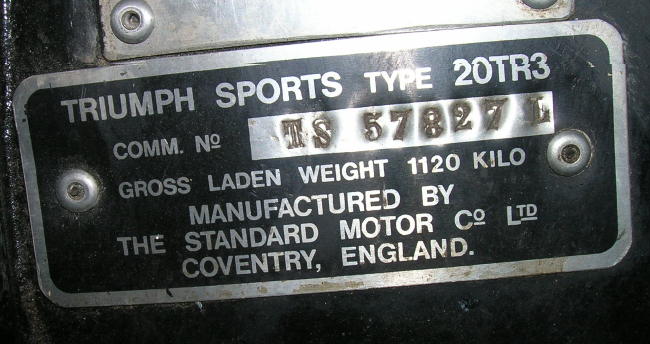 TRIUMPH SPORTS TYPE 20TR3
COMM. Nº TS 57827 L
GROSS LADEN WEIGHT 1120 KILO
MANUFACTURED BY
THE STANDARD MOTOR Cº LTD
COVENTRY, ENGLAND.